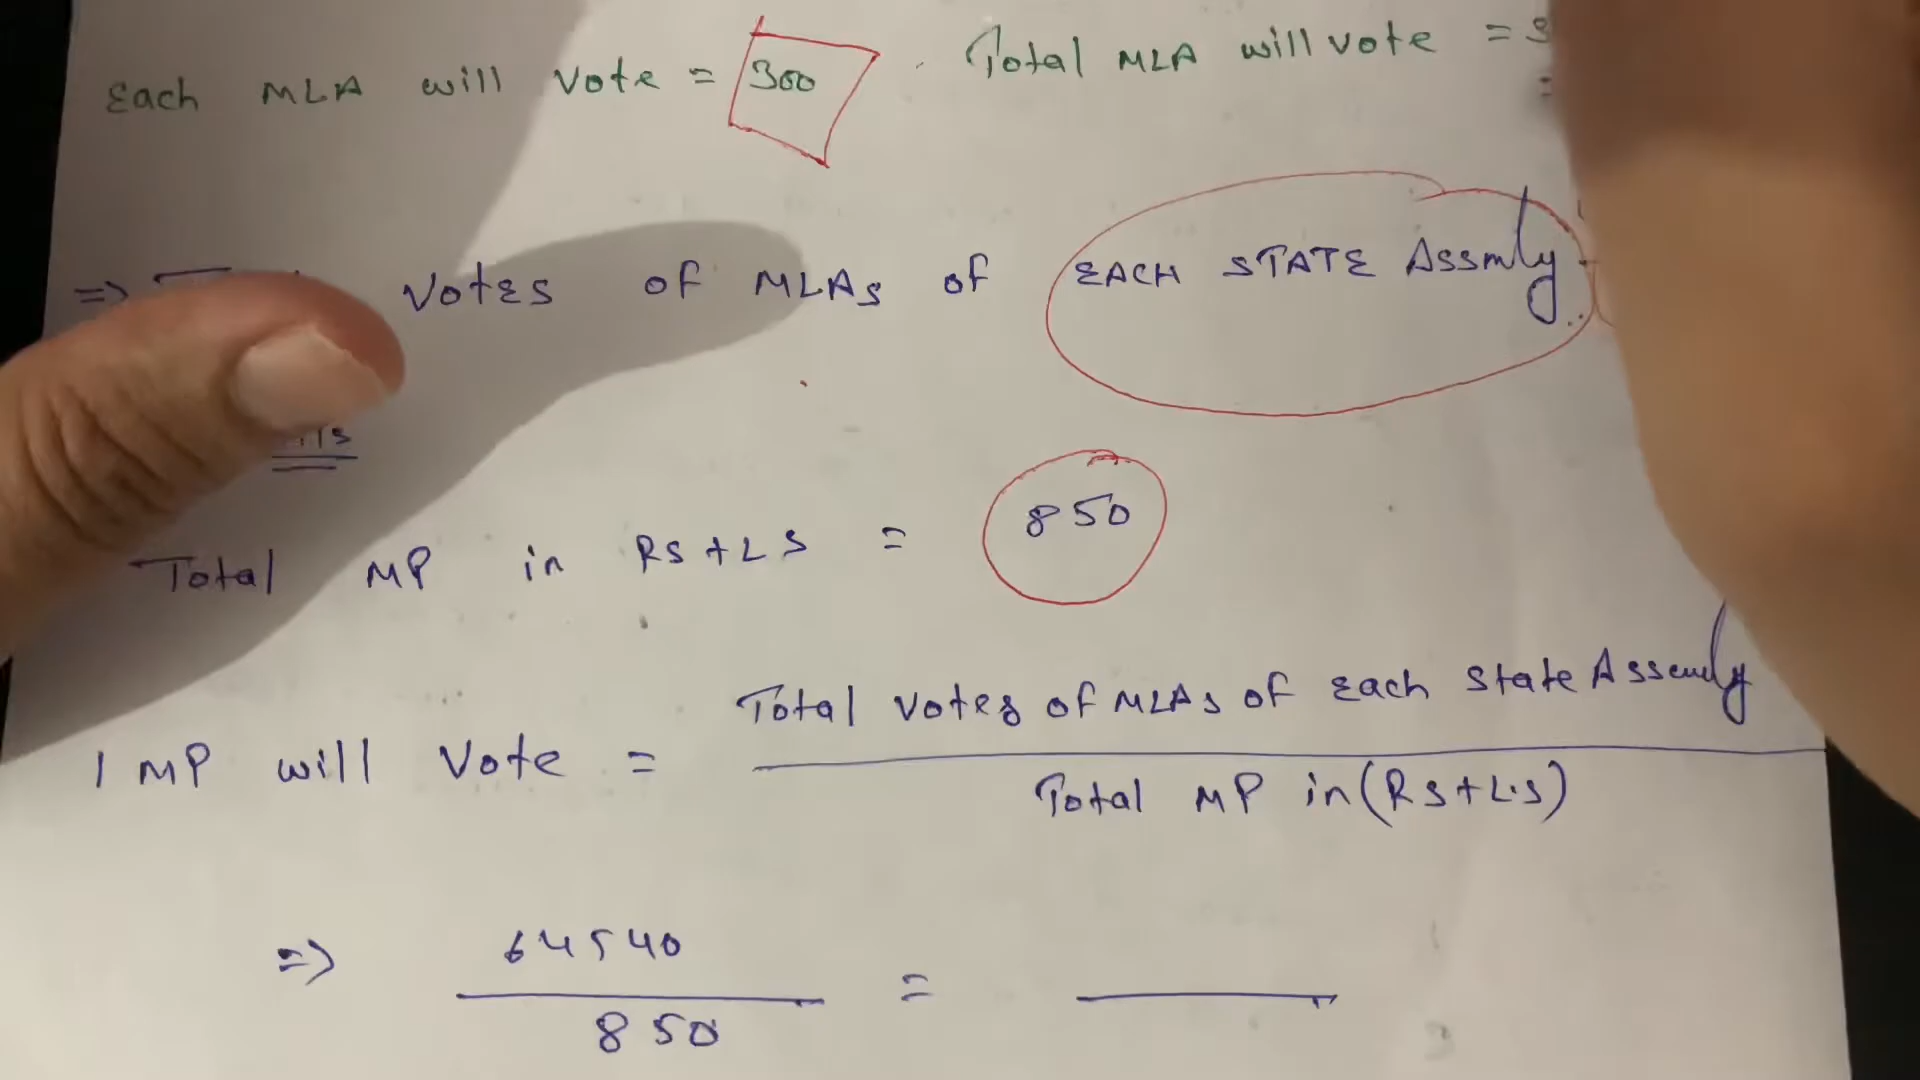 Each MLA will Vote = 300 Total MLA will vote =
=> VOTES of MLAs of EACH STATE Assmly
Total MP in RS + LS = 850
1 MP will Vote = Total Votes of MLAs of Each State Assemly
Total MP in (RS + L.S)
=> 64540 =
850